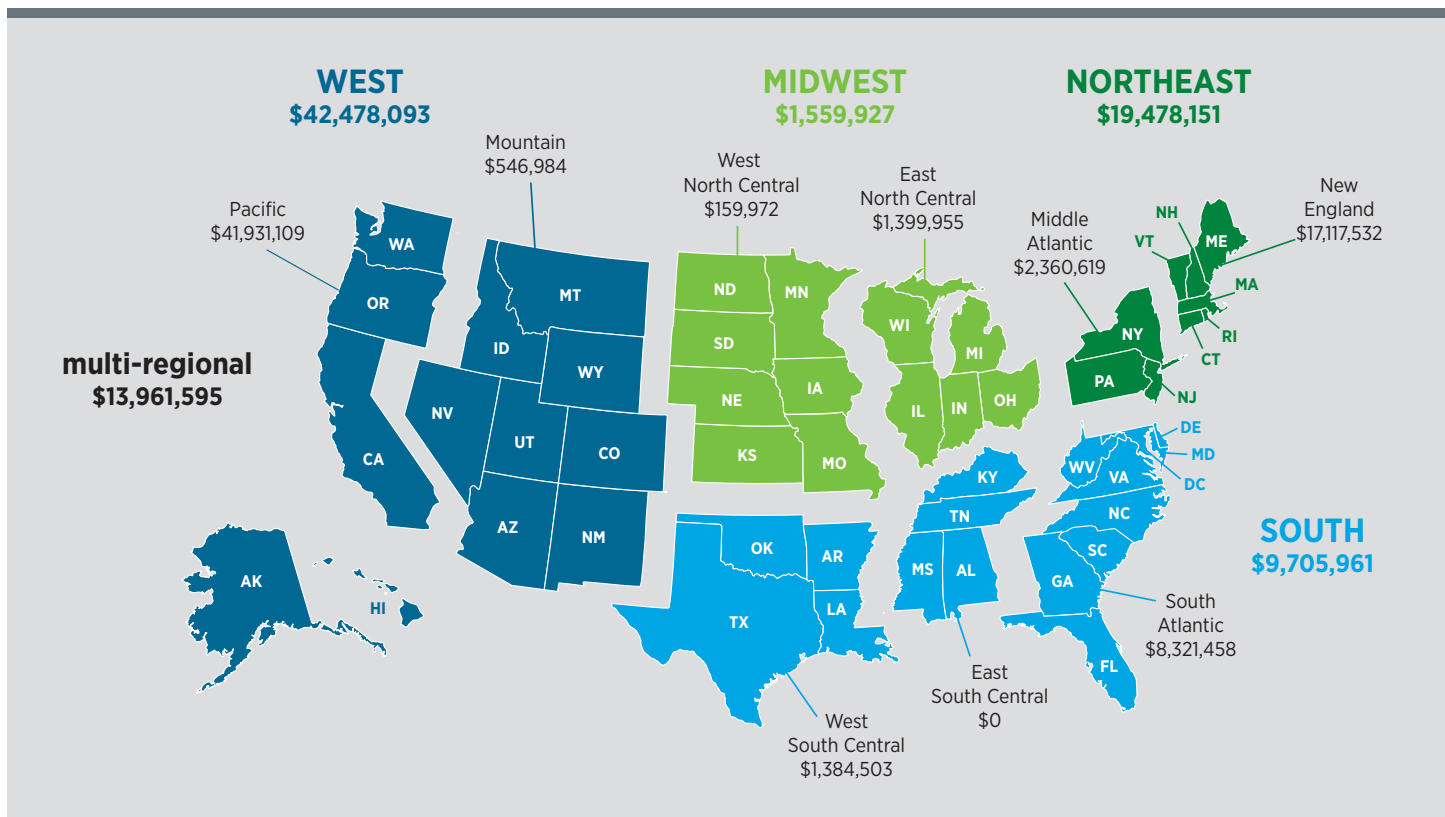 WEST
$42,478,093
MIDWEST
$1,559,927
NORTHEAST
$19,478,151
Mountain
$546,984
West
North Central
$159,972
East
North Central
$1,399,955
New
England
$17,117,532
Pacific
$41,931,109
Middle
Atlantic
$2,360,619
multi-regional
$13,961,595
WA
OR
CA
NV
ID
MT
WY
UT
CO
AZ
NM
AK
HI
ND
SD
NE
KS
MN
IA
MO
WI
MI
IL
IN
OH
NH
VT
ME
MA
RI
CT
NY
PA
NJ
DE
MD
DC
WV
VA
KY
TN
NC
SC
GA
FL
MS
AL
OK
AR
LA
TX
SOUTH
$9,705,961
South
Atlantic
$8,321,458
East
South Central
$0
West
South Central
$1,384,503